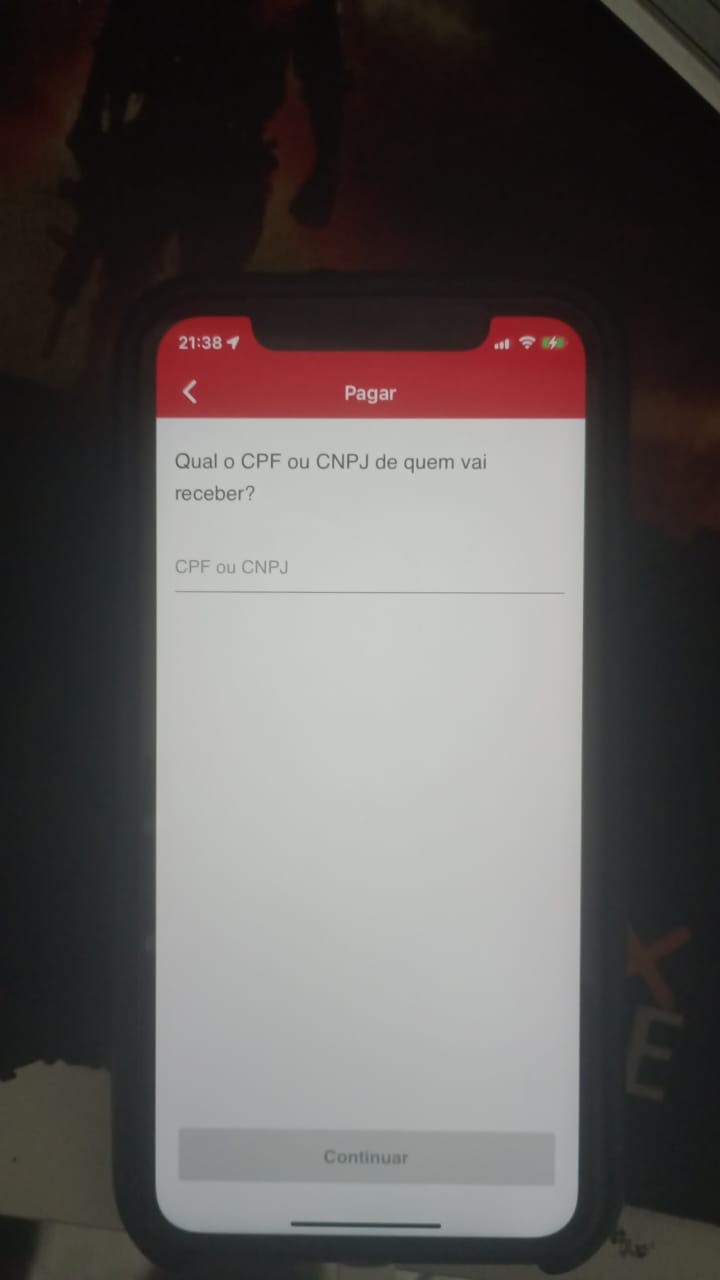 21:38
Pagar
Qual o CPF ou CNPJ de quem vai
receber?
CPF ou CNPJ
Continuar
X
E